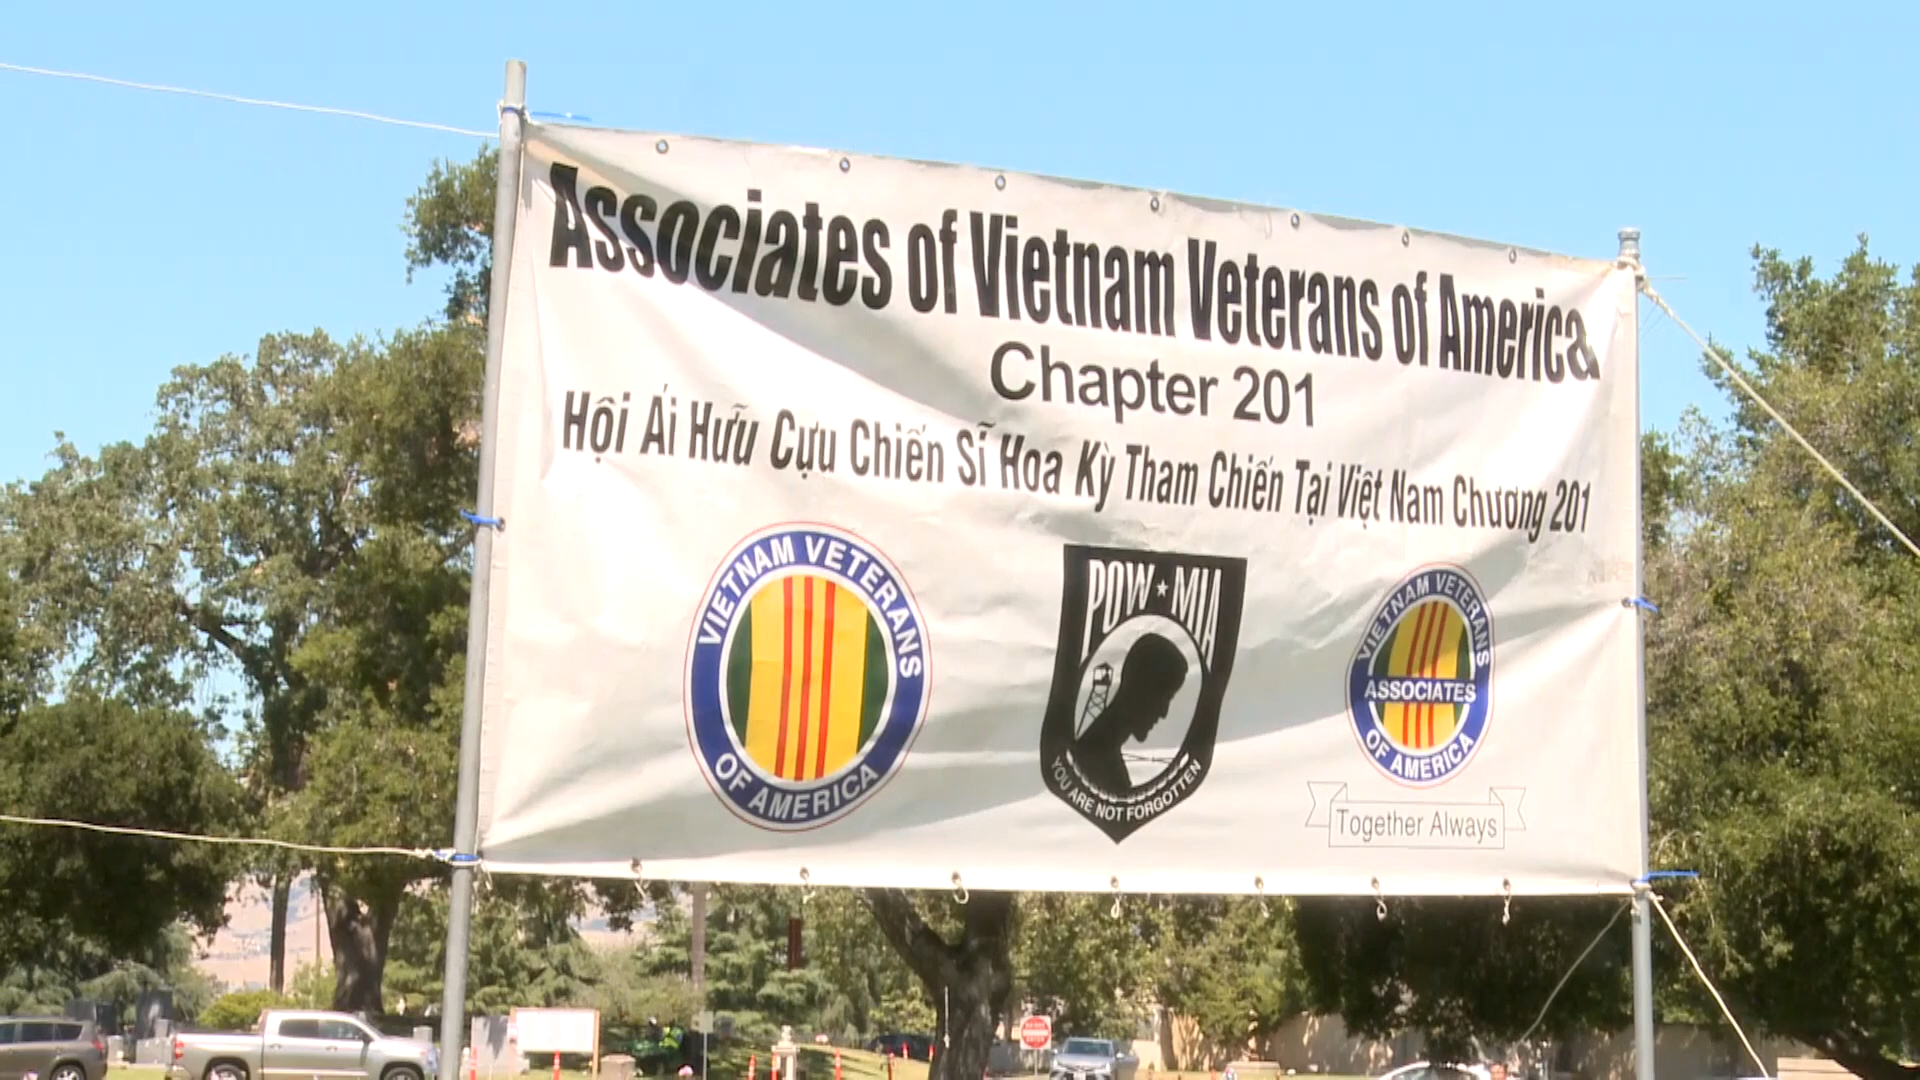 Associates of Vietnam Veterans of America
Chapter 201
Hội Ái Hữu Cựu Chiến Sĩ Hoa Kỳ Tham Chiến Tại Việt Nam Chương 201
VIETNAM VETERANS
OF AMERICA
POW★MIA
YOU ARE NOT FORGOTTEN
VIETNAM VETERANS
ASSOCIATES
OF AMERICA
Together Always